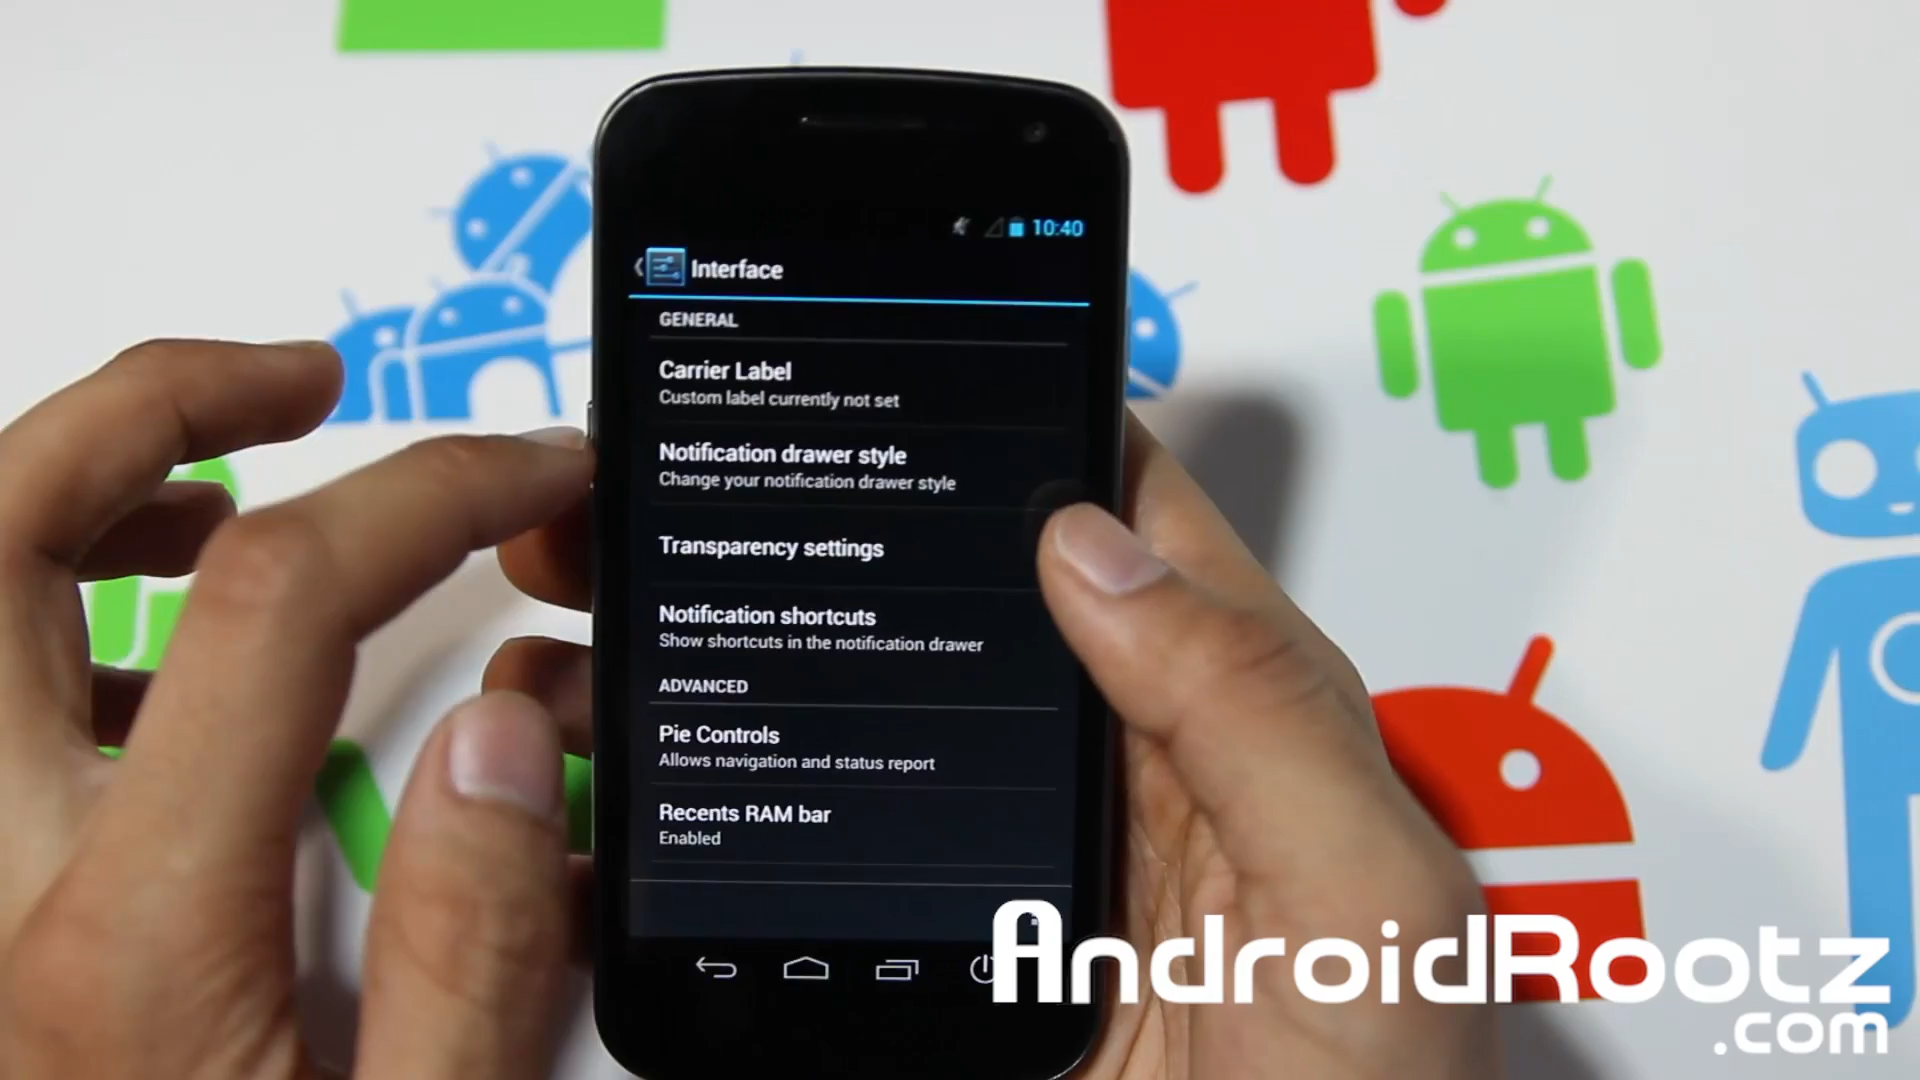 10:40
Interface
GENERAL
Carrier Label
Custom label currently not set
Notification drawer style
Change your notification drawer style
Transparency settings
Notification shortcuts
Show shortcuts in the notification drawer
ADVANCED
Pie Controls
Allows navigation and status report
Recents RAM bar
Enabled
AndroidRootz
.com